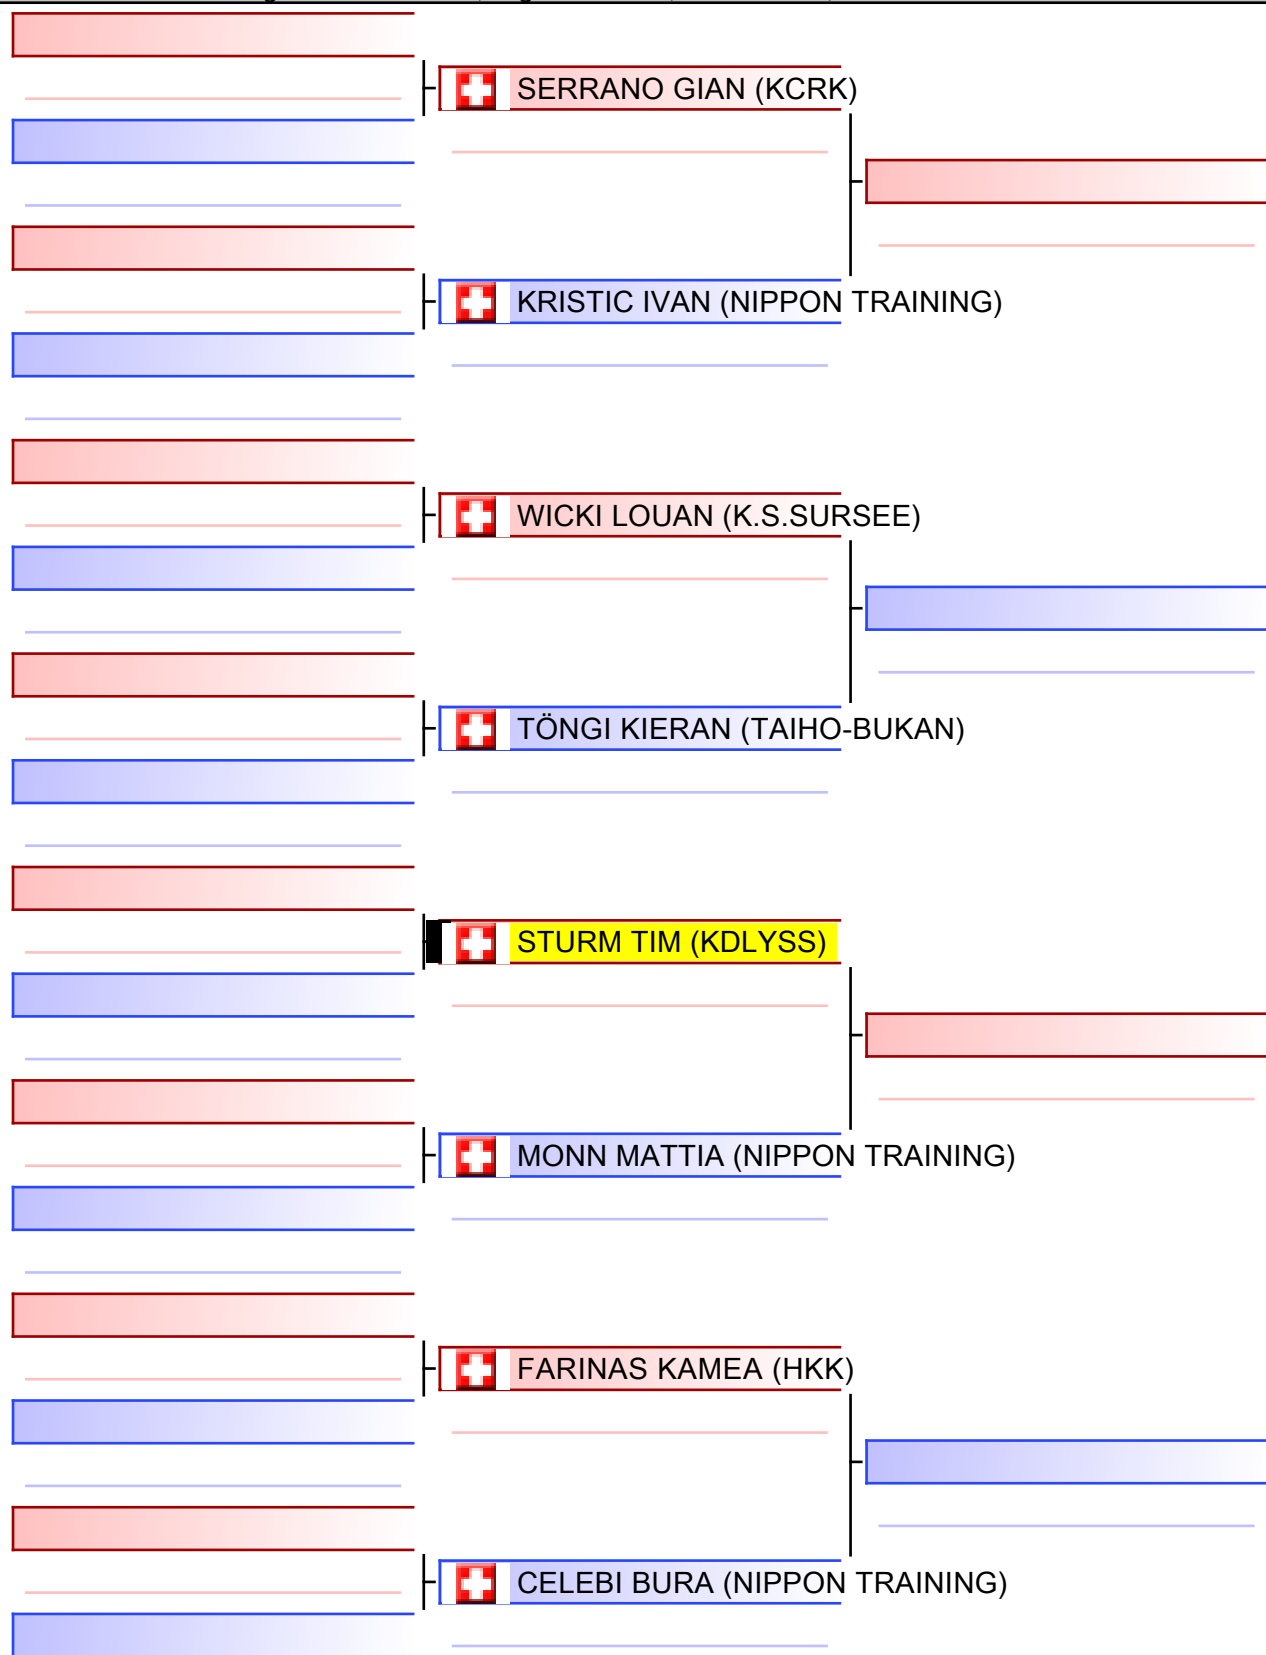 SERRANO GIAN (KCRK)
KRISTIC IVAN (NIPPON TRAINING)
WICKI LOUAN (K.S.SURSEE)
TÖNGI KIERAN (TAIHO-BUKAN)
STURM TIM (KDLYSS)
MONN MATTIA (NIPPON TRAINING)
FARINAS KAMEA (HKK)
CELEBI BURA (NIPPON TRAINING)